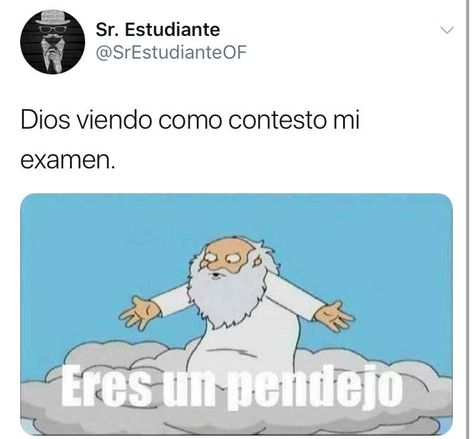 Sr. Estudiante
@SrEstudianteOF
Dios viendo como contesto mi
examen.
Eres un pendejo